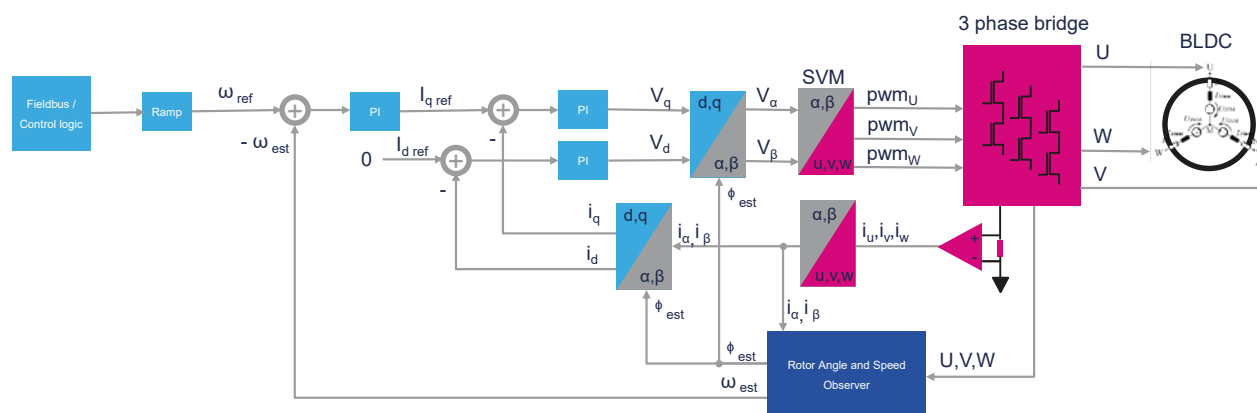 3 phase bridge
BLDC
U
SVM
Fieldbus /
Control logic
Ramp
ω ref
- ω est
PI
I q ref
I d ref
0
-
-
PI
PI
V q
V d
d,q
α,β
V α
V β
α,β
u,v,w
pwm U
pwm V
pwm W
U
W
V
W
M
ϕ est
i q
i d
d,q
α,β
i α, i β
α,β
u,v,w
i u, i v, i w
+
-
ϕ est
i α, i β
ϕ est
ω est
Rotor Angle and Speed
Observer
U,V,W